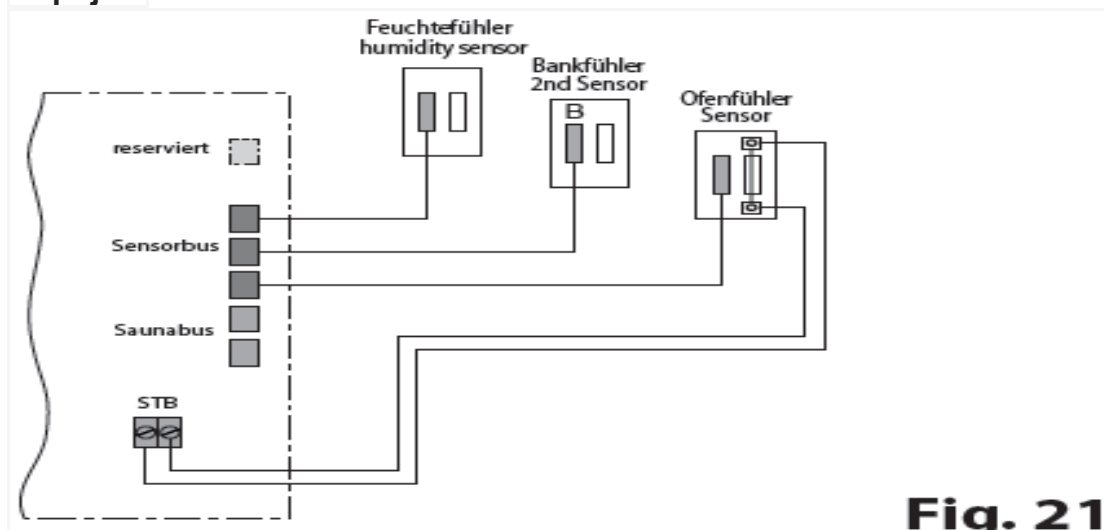 Feuchtefühler
humidity sensor
Bankfühler
2nd Sensor
B
Ofenfühler
Sensor
reserviert
Sensorbus
Saunabus
STB
Fig. 21